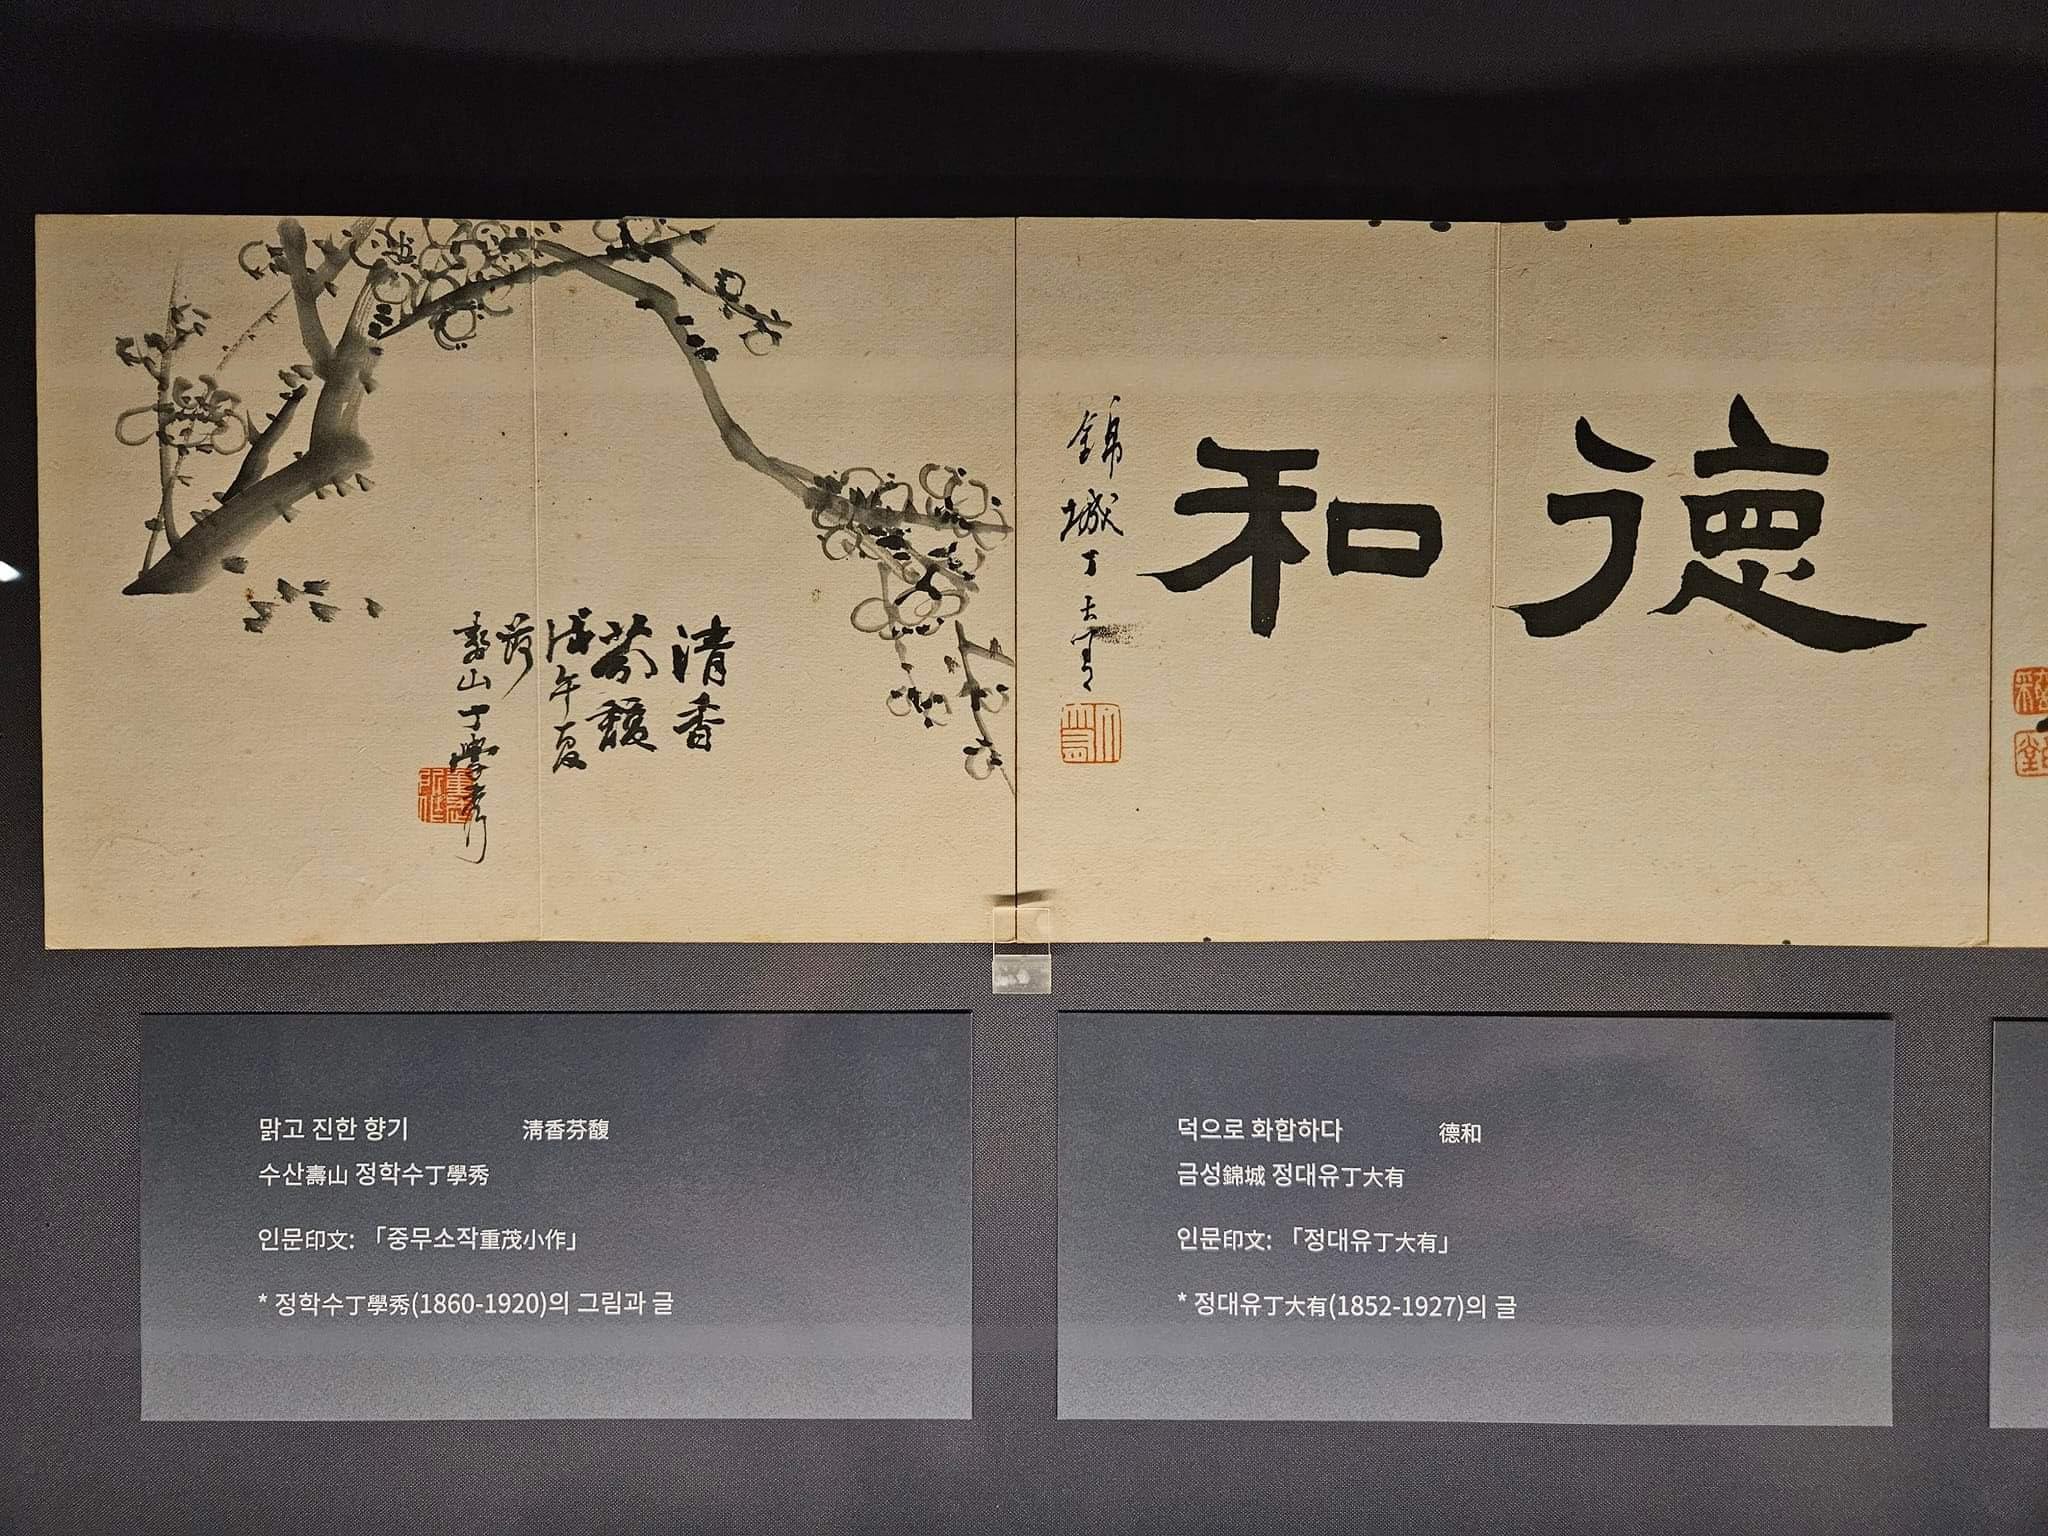 德和
錦城丁大有
清香
芬馥
戊午夏
壽山丁學秀
맑고 진한 향기 淸香芬馥
수산壽山 정학수丁學秀
인문印文: 「중무소작重茂小作」
* 정학수丁學秀(1860-1920)의 그림과 글
덕으로 화합하다 德和
금성錦城 정대유丁大有
인문印文: 「정대유丁大有」
* 정대유丁大有(1852-1927)의 글